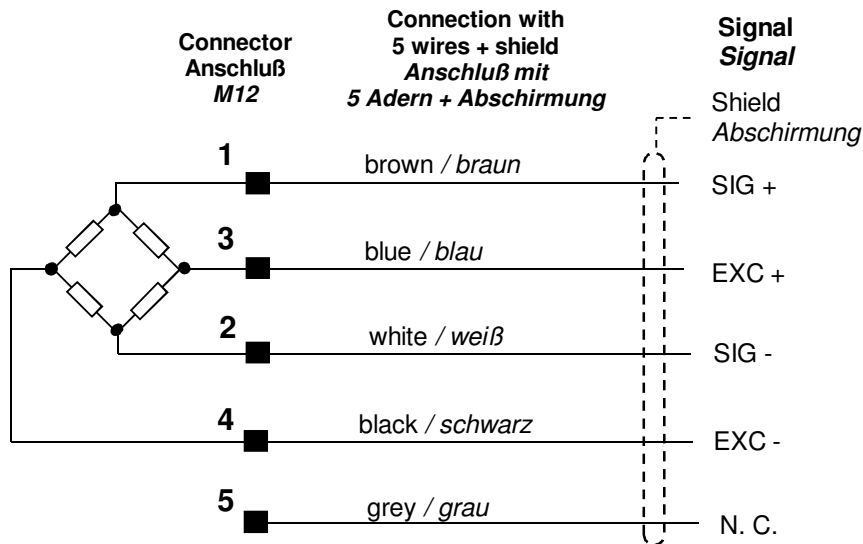 Connector
Anschluß
M12
Connection with
5 wires + shield
Anschluß mit
5 Adern + Abschirmung
Signal
Signal
Shield
Abschirmung
1
brown / braun
SIG +
3
blue / blau
EXC +
2
white / weiß
SIG -
4
black / schwarz
EXC -
5
grey / grau
N. C.